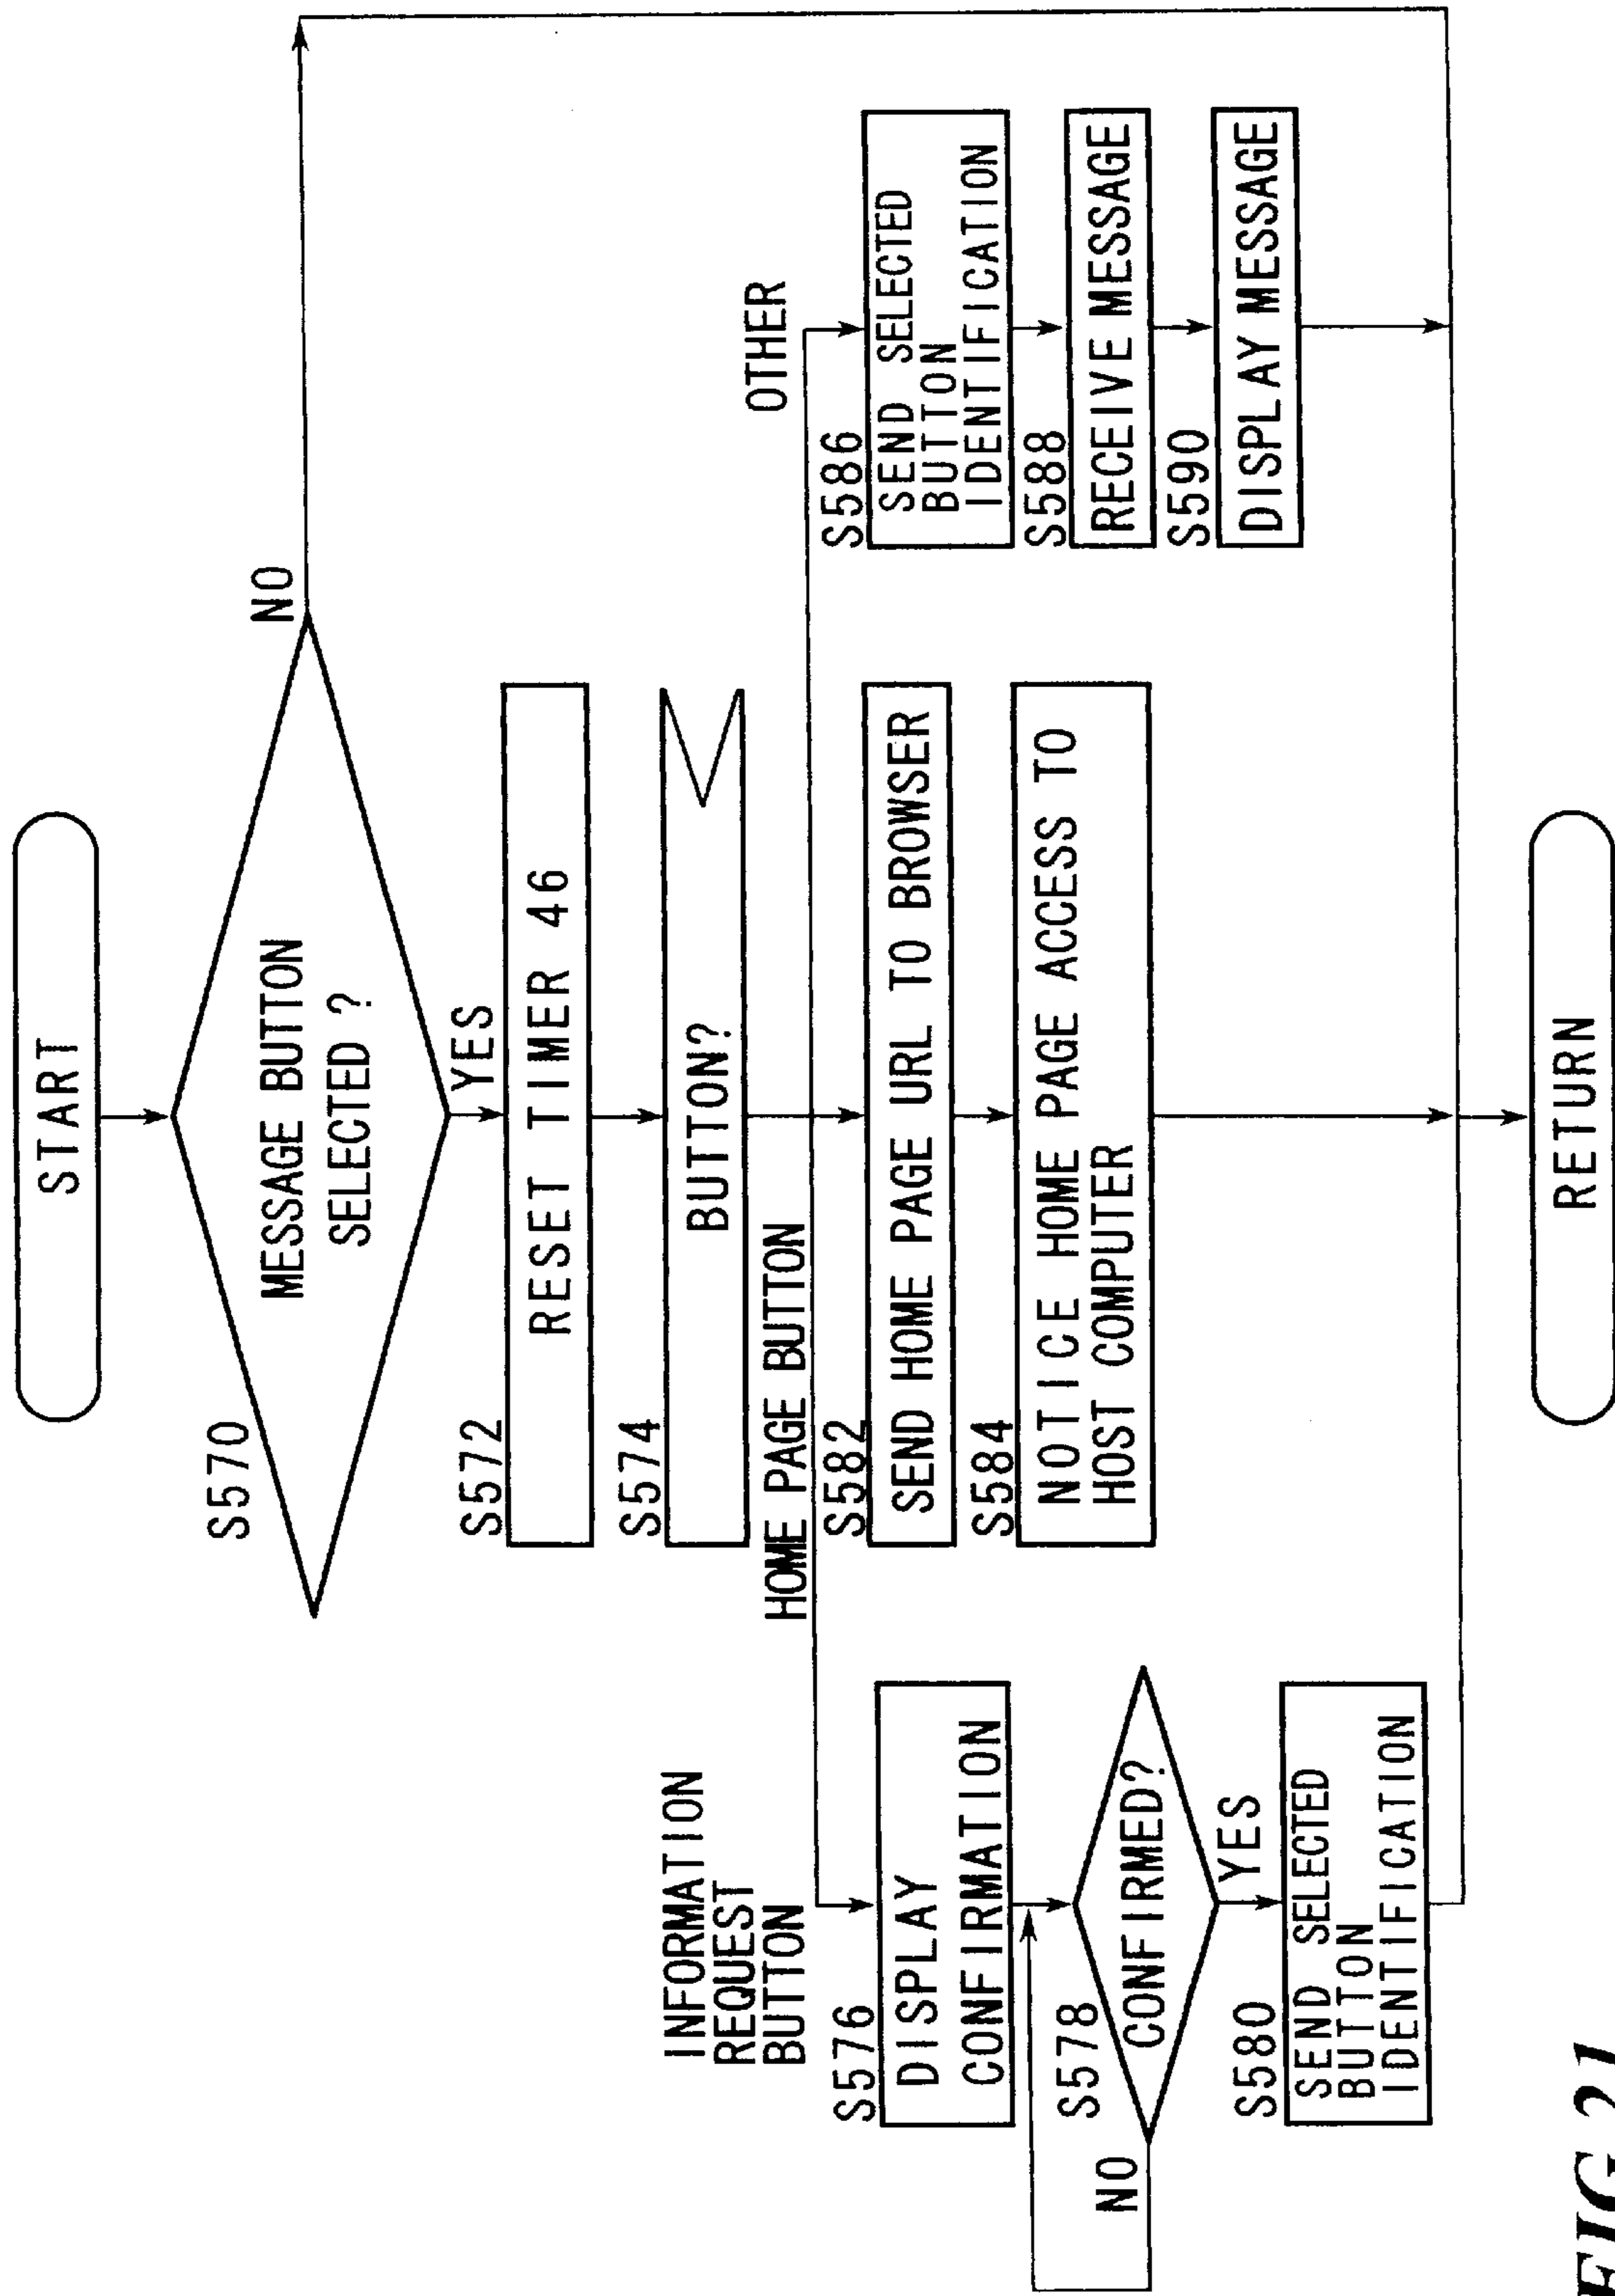 START
S570
MESSAGE BUTTON
SELECTED ?
NO
YES
S572
RESET TIMER 46
S574
BUTTON?
INFORMATION
REQUEST
BUTTON
HOME PAGE BUTTON
OTHER
S576
DISPLAY
CONFIRMATION
S578
CONFIRMED?
NO
YES
S580
SEND SELECTED
BUTTON
IDENTIFICATION
S582
SEND HOME PAGE URL TO BROWSER
S584
NOTICE HOME PAGE ACCESS TO
HOST COMPUTER
S586
SEND SELECTED
BUTTON
IDENTIFICATION
S588
RECEIVE MESSAGE
S590
DISPLAY MESSAGE
RETURN
FIG 21